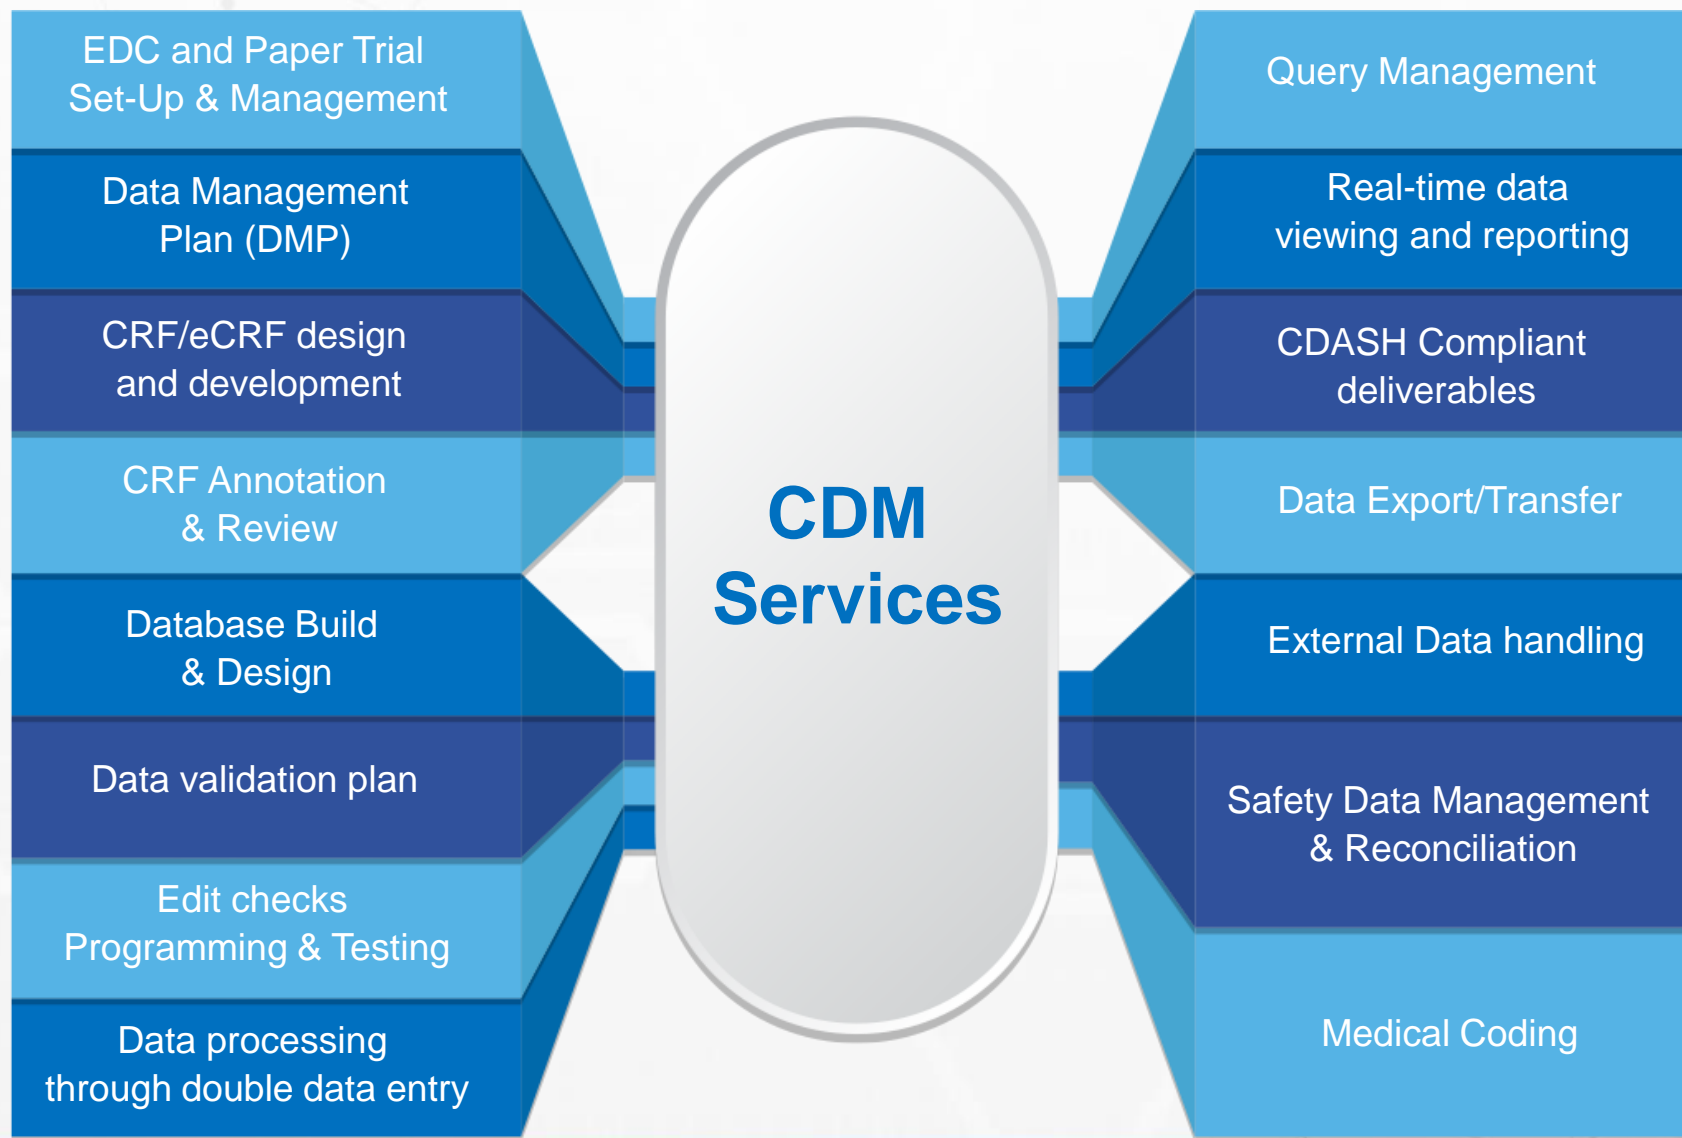 EDC and Paper Trial
Set-Up & Management
Data Management
Plan (DMP)
CRF/eCRF design
and development
CRF Annotation
& Review
Database Build
& Design
Data validation plan
Edit checks
Programming & Testing
Data processing
through double data entry
CDM
Services
Query Management
Real-time data
viewing and reporting
CDASH Compliant
deliverables
Data Export/Transfer
External Data handling
Safety Data Management
& Reconciliation
Medical Coding